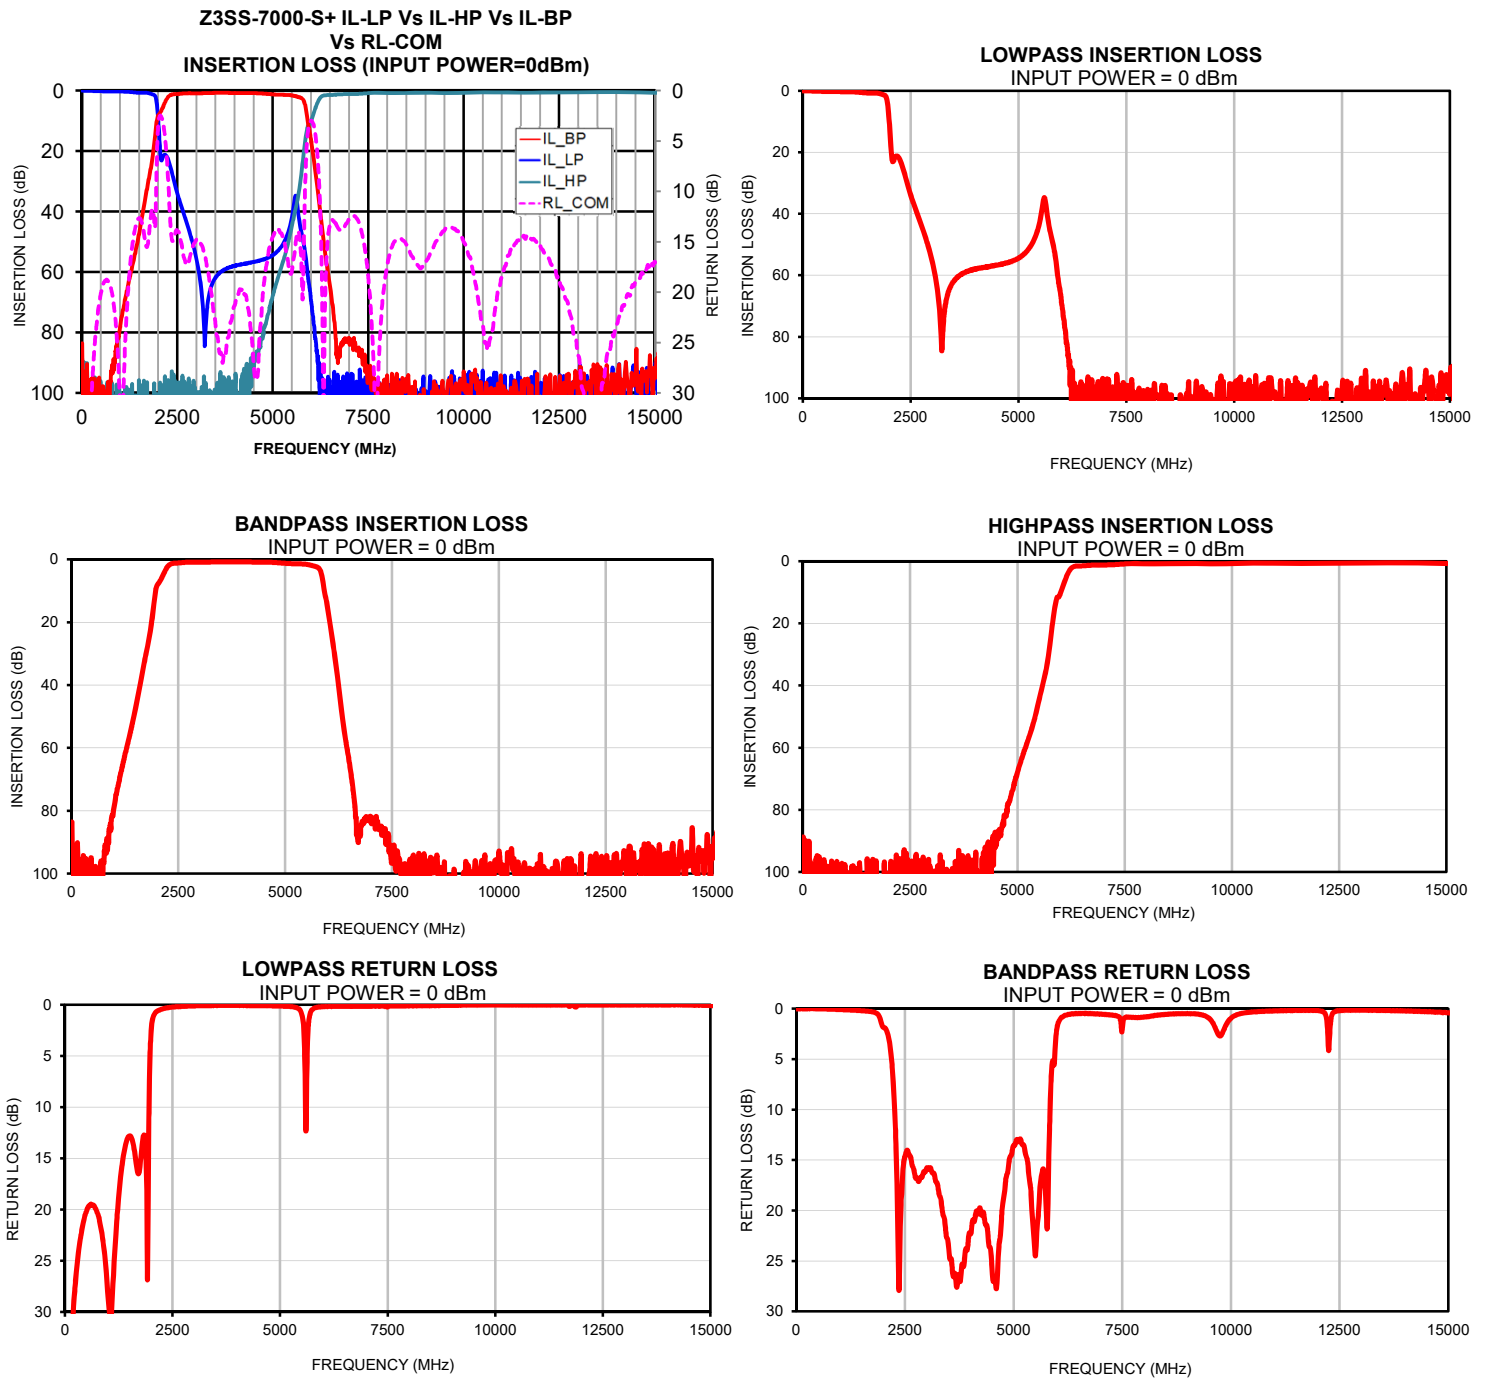 Z3SS-7000-S+ IL-LP Vs IL-HP Vs IL-BP
Vs RL-COM
INSERTION LOSS (INPUT POWER=0dBm)
0
20
40
60
80
100
INSERTION LOSS (dB)
0
5
10
15
20
25
30
RETURN LOSS (dB)
IL_BP
IL_LP
IL_HP
RL_COM
0 2500 5000 7500 10000 12500 15000
FREQUENCY (MHz)
LOWPASS INSERTION LOSS
INPUT POWER = 0 dBm
0
20
40
60
80
100
INSERTION LOSS (dB)
0 2500 5000 7500 10000 12500 15000
FREQUENCY (MHz)
BANDPASS INSERTION LOSS
INPUT POWER = 0 dBm
0
20
40
60
80
100
INSERTION LOSS (dB)
0 2500 5000 7500 10000 12500 15000
FREQUENCY (MHz)
HIGHPASS INSERTION LOSS
INPUT POWER = 0 dBm
0
20
40
60
80
100
INSERTION LOSS (dB)
0 2500 5000 7500 10000 12500 15000
FREQUENCY (MHz)
LOWPASS RETURN LOSS
INPUT POWER = 0 dBm
0
5
10
15
20
25
30
RETURN LOSS (dB)
0 2500 5000 7500 10000 12500 15000
FREQUENCY (MHz)
BANDPASS RETURN LOSS
INPUT POWER = 0 dBm
0
5
10
15
20
25
30
RETURN LOSS (dB)
0 2500 5000 7500 10000 12500 15000
FREQUENCY (MHz)